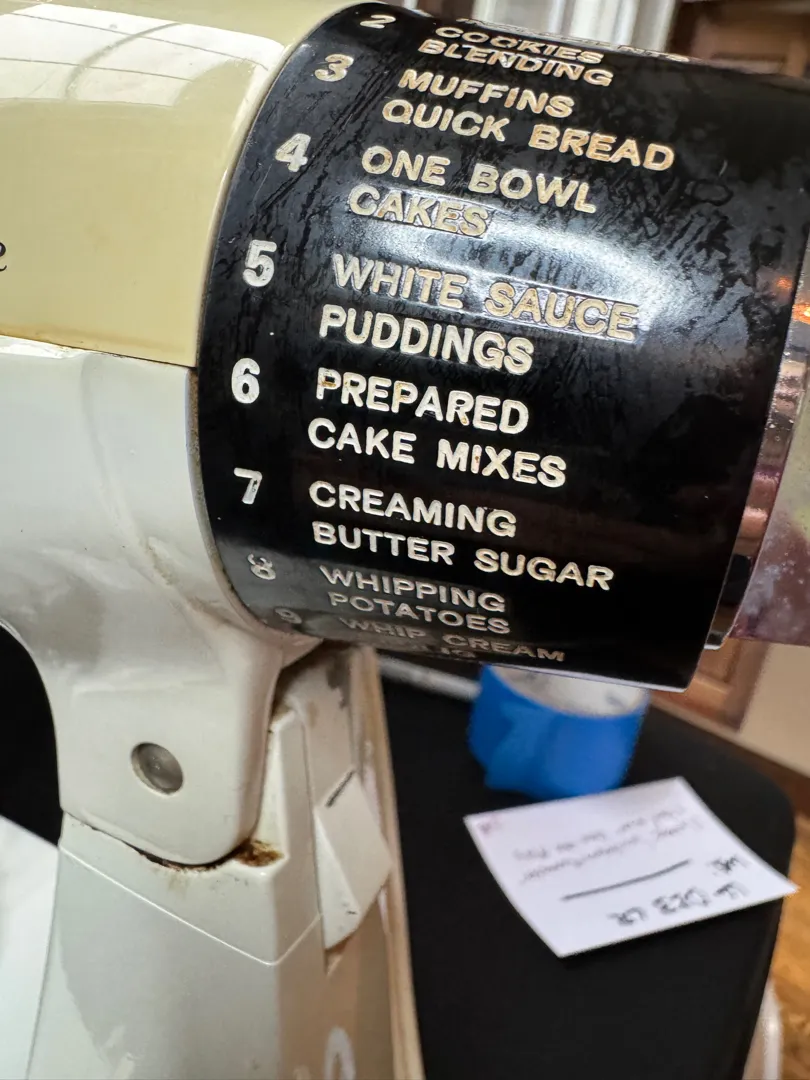 2 COOKIES
BLENDING
3 MUFFINS
QUICK BREAD
4 ONE BOWL
CAKES
5 WHITE SAUCE
PUDDINGS
6 PREPARED
CAKE MIXES
7 CREAMING
BUTTER SUGAR
8 WHIPPING
POTATOES
9 WHIP CREAM